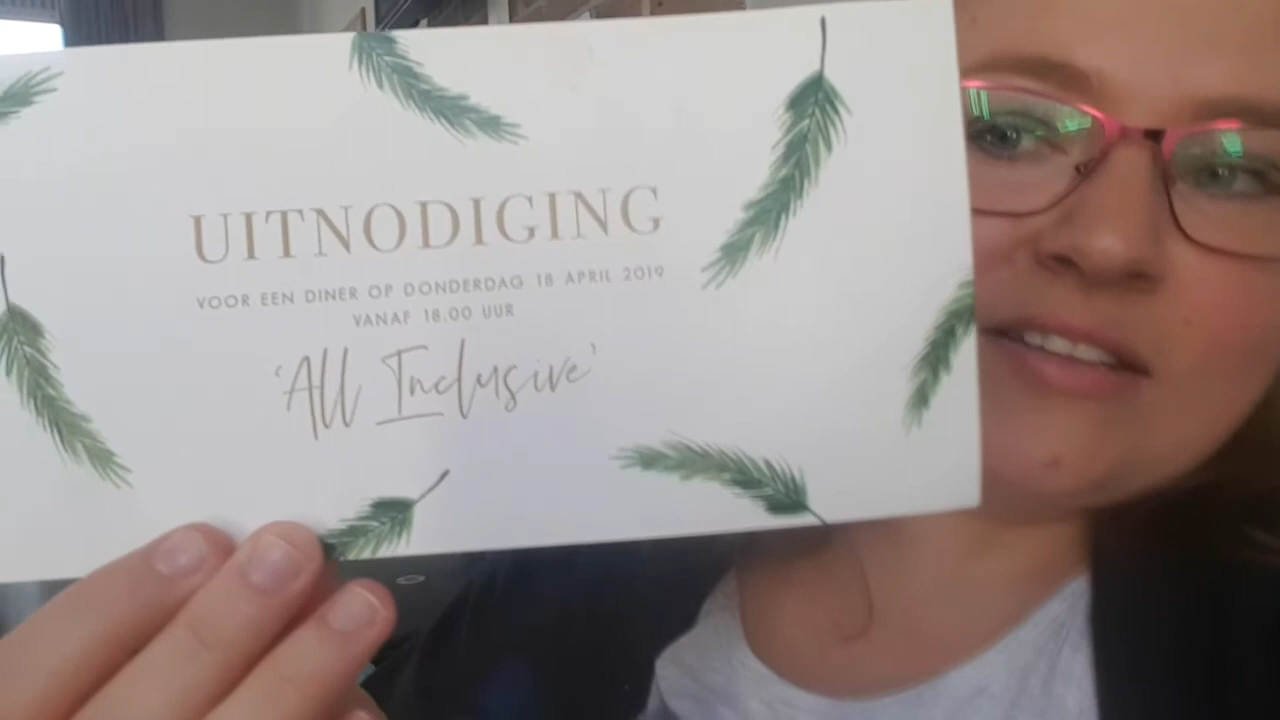 UITNODIGING
VOOR EEN DINER OP DONDERDAG 18 APRIL 2019
VANAF 18.00 UUR
'All Inclusive'